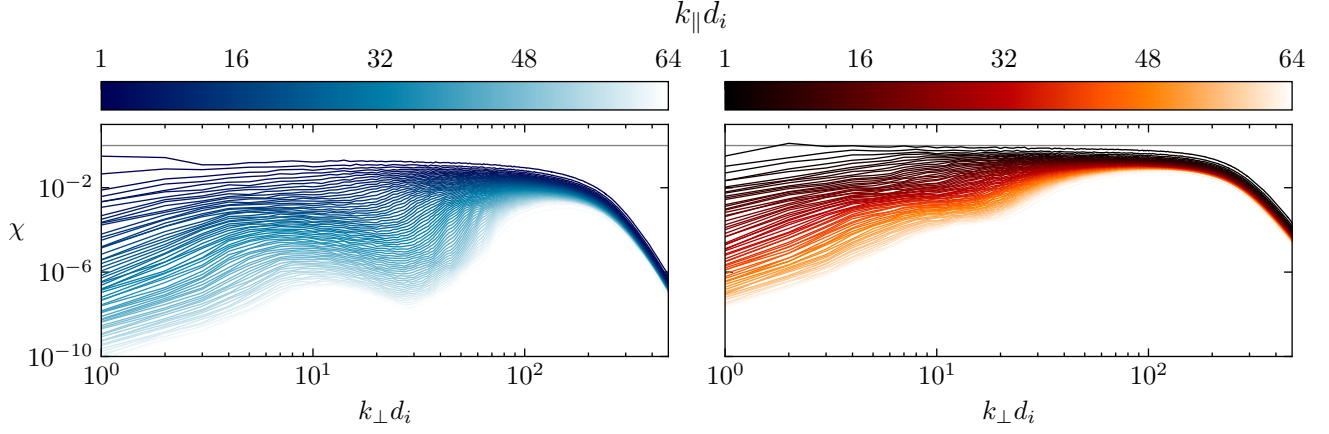 k∥dᵢ
1 16 32 48 64 1 16 32 48 64
χ
10⁻²
10⁻⁶
10⁻¹⁰
10⁰ 10¹ 10² 10⁰ 10¹ 10²
k⊥dᵢ k⊥dᵢ